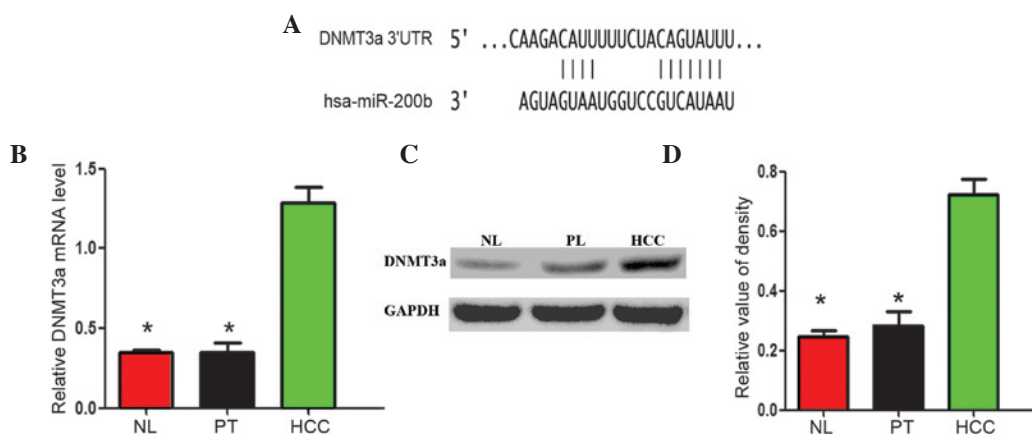 A
DNMT3a 3'UTR 5' ...CAAGACAUUUUUCUACAGUAUUU...
hsa-miR-200b 3' AGUAGUAAUGGUCCGUCAUAAU
B
Relative DNMT3a mRNA level
1.5
1.0
0.5
0.0
* *
NL PT HCC
C
NL PL HCC
DNMT3a
GAPDH
D
Relative value of density
0.8
0.6
0.4
0.2
0.0
* *
NL PT HCC